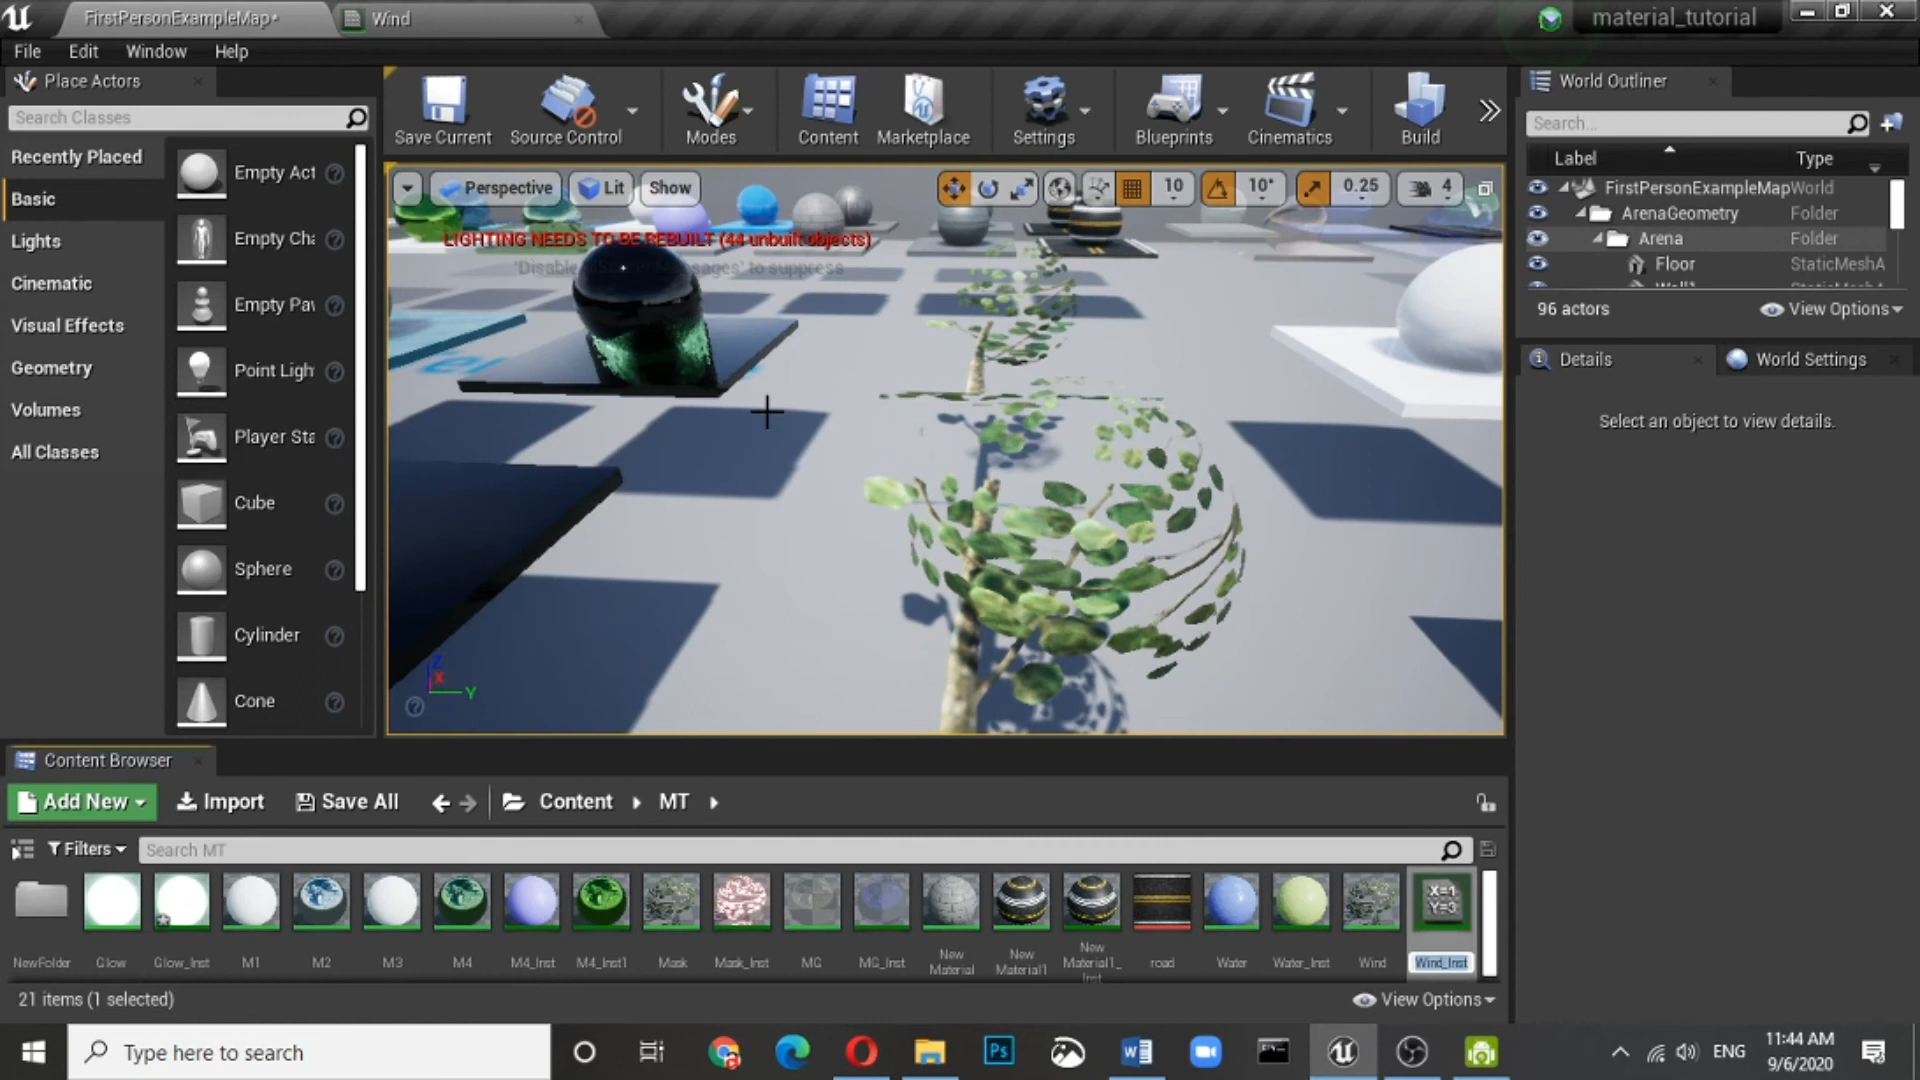 FirstPersonExampleMap•
Wind
material_tutorial
File Edit Window Help
Place Actors
Search Classes
Recently Placed
Basic
Lights
Cinematic
Visual Effects
Geometry
Volumes
All Classes
Empty Act
Empty Cha
Empty Pav
Point Ligh
Player Sta
Cube
Sphere
Cylinder
Cone
Save Current
Source Control
Modes
Content
Marketplace
Settings
Blueprints
Cinematics
Build
Perspective
Lit
Show
10
10°
0.25
4
LIGHTING NEEDS TO BE REBUILT (44 unbuilt objects)
to suppress
Z
X
Y
World Outliner
Search...
Label Type
FirstPersonExampleMap World
ArenaGeometry Folder
Arena Folder
Floor StaticMeshA
96 actors
View Options
Details
World Settings
Select an object to view details.
Content Browser
Add New
Import
Save All
Content
MT
Filters
Search MT
X=1
Y=3
NewFolder
Glow
Glow_Inst
M1
M2
M3
M4
M4_Inst
M4_Inst1
Mask
Mask_Inst
MG
MG_Inst
New Material
New Material1
New Material1_Inst
road
Water
Water_Inst
Wind
Wind_Inst
21 items (1 selected)
View Options
Type here to search
Ps
ENG
11:44 AM
9/6/2020